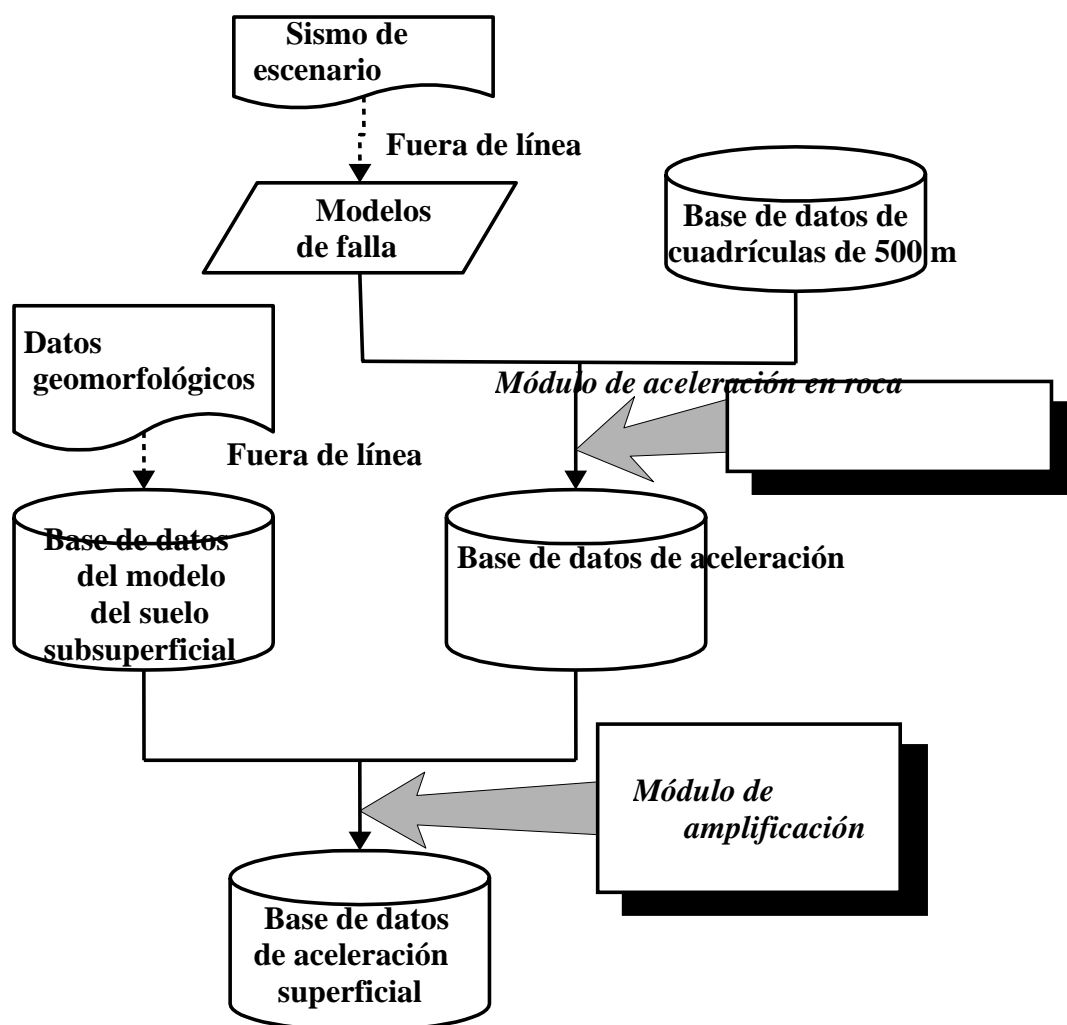 Sismo de
escenario
Fuera de línea
Modelos
de falla
Base de datos de
cuadrículas de 500 m
Datos
geomorfológicos
Módulo de aceleración en roca
Fuera de línea
Base de datos
del modelo
del suelo
subsuperficial
Base de datos de aceleración
Módulo de
amplificación
Base de datos
de aceleración
superficial